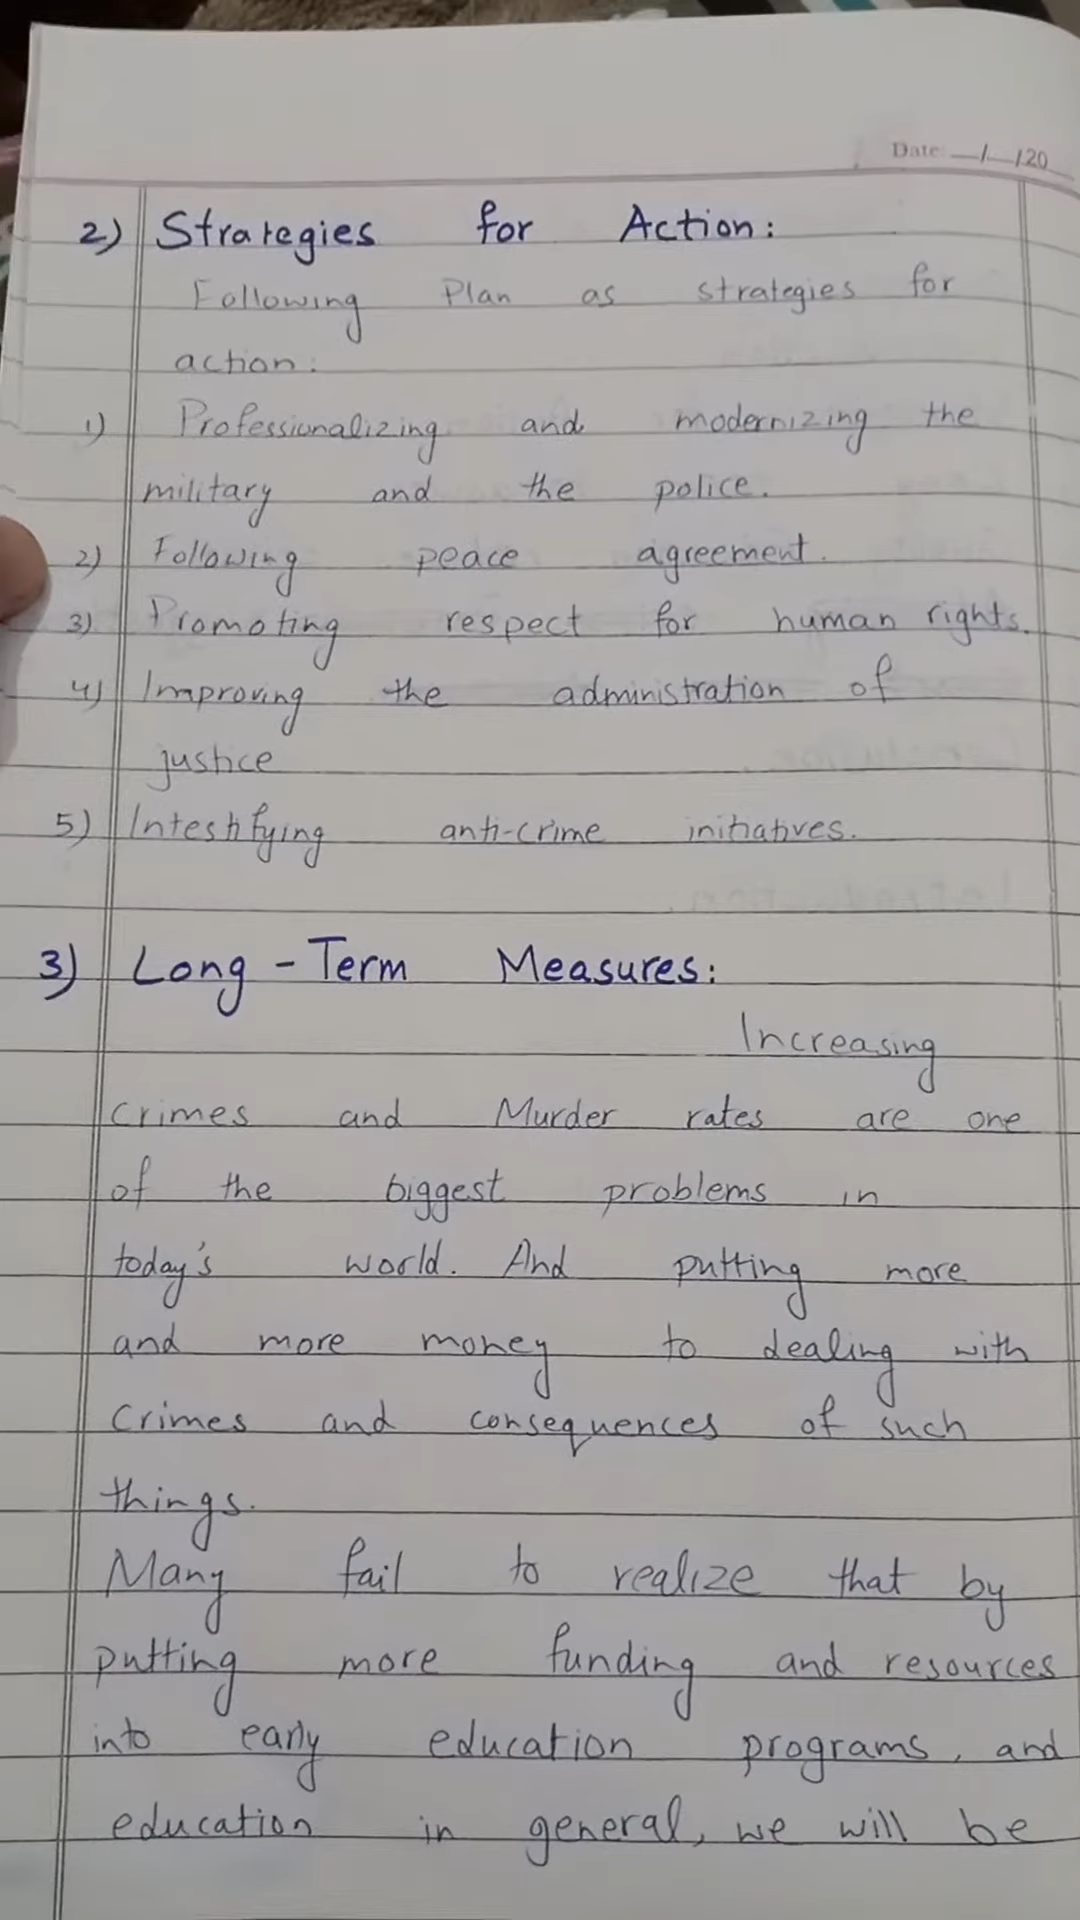 Date: __/__/20__
2) Strategies for Action:
Following Plan as strategies for
action:
1) Professionalizing and modernizing the
military and the police.
2) Following peace agreement.
3) Promoting respect for human rights.
4) Improving the administration of
justice
5) Intestifying anti-crime initiatives.
3) Long-Term Measures:
Increasing
crimes and Murder rates are one
of the biggest problems in
today's world. And putting more
and more money to dealing with
crimes and consequences of such
things.
Many fail to realize that by
putting more funding and resources
into early education programs, and
education in general, we will be